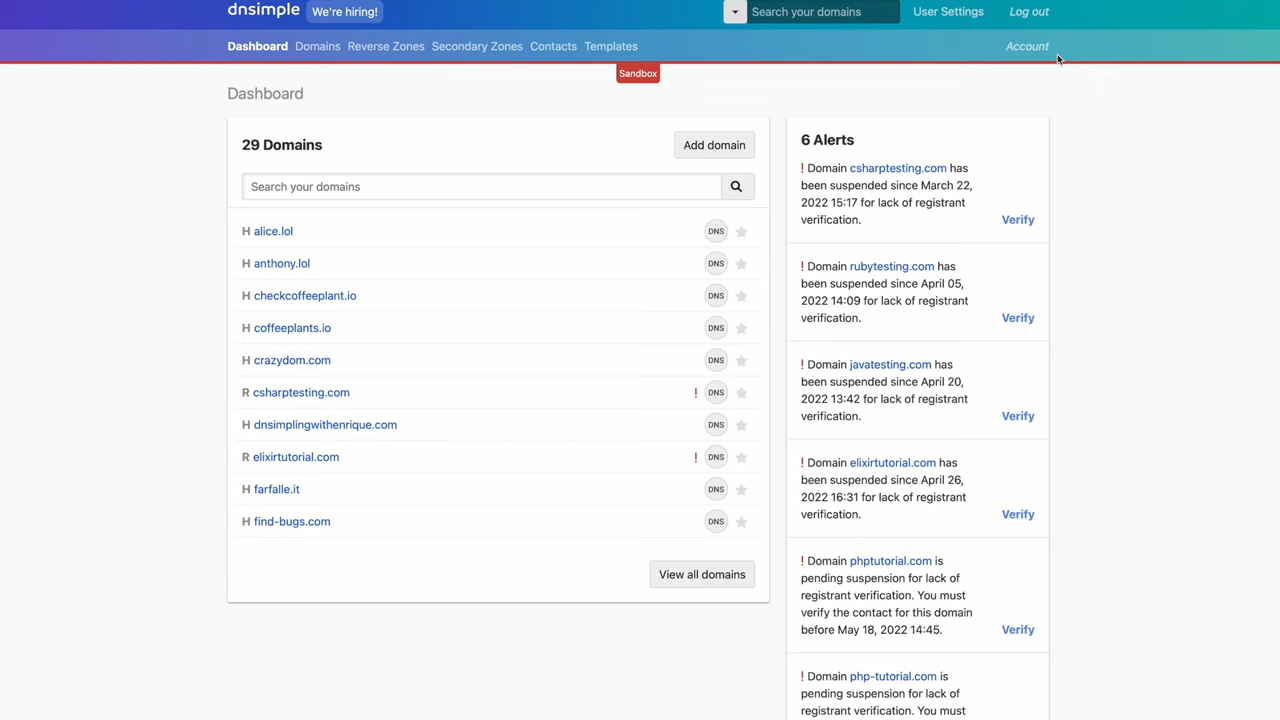 dnsimple We're hiring! Search your domains User Settings Log out
Dashboard Domains Reverse Zones Secondary Zones Contacts Templates Account
Sandbox
Dashboard
29 Domains Add domain
Search your domains
H alice.lol DNS
H anthony.lol DNS
H checkcoffeeplant.io DNS
H coffeeplants.io DNS
H crazydom.com DNS
R csharptesting.com ! DNS
H dnsimplingwithenrique.com DNS
R elixirtutorial.com ! DNS
H farfalle.it DNS
H find-bugs.com DNS
View all domains
6 Alerts
! Domain csharptesting.com has
been suspended since March 22,
2022 15:17 for lack of registrant
verification. Verify
! Domain rubytesting.com has
been suspended since April 05,
2022 14:09 for lack of registrant
verification. Verify
! Domain javatesting.com has
been suspended since April 20,
2022 13:42 for lack of registrant
verification. Verify
! Domain elixirtutorial.com has
been suspended since April 26,
2022 16:31 for lack of registrant
verification. Verify
! Domain phptutorial.com is
pending suspension for lack of
registrant verification. You must
verify the contact for this domain
before May 18, 2022 14:45. Verify
! Domain php-tutorial.com is
pending suspension for lack of
registrant verification. You must